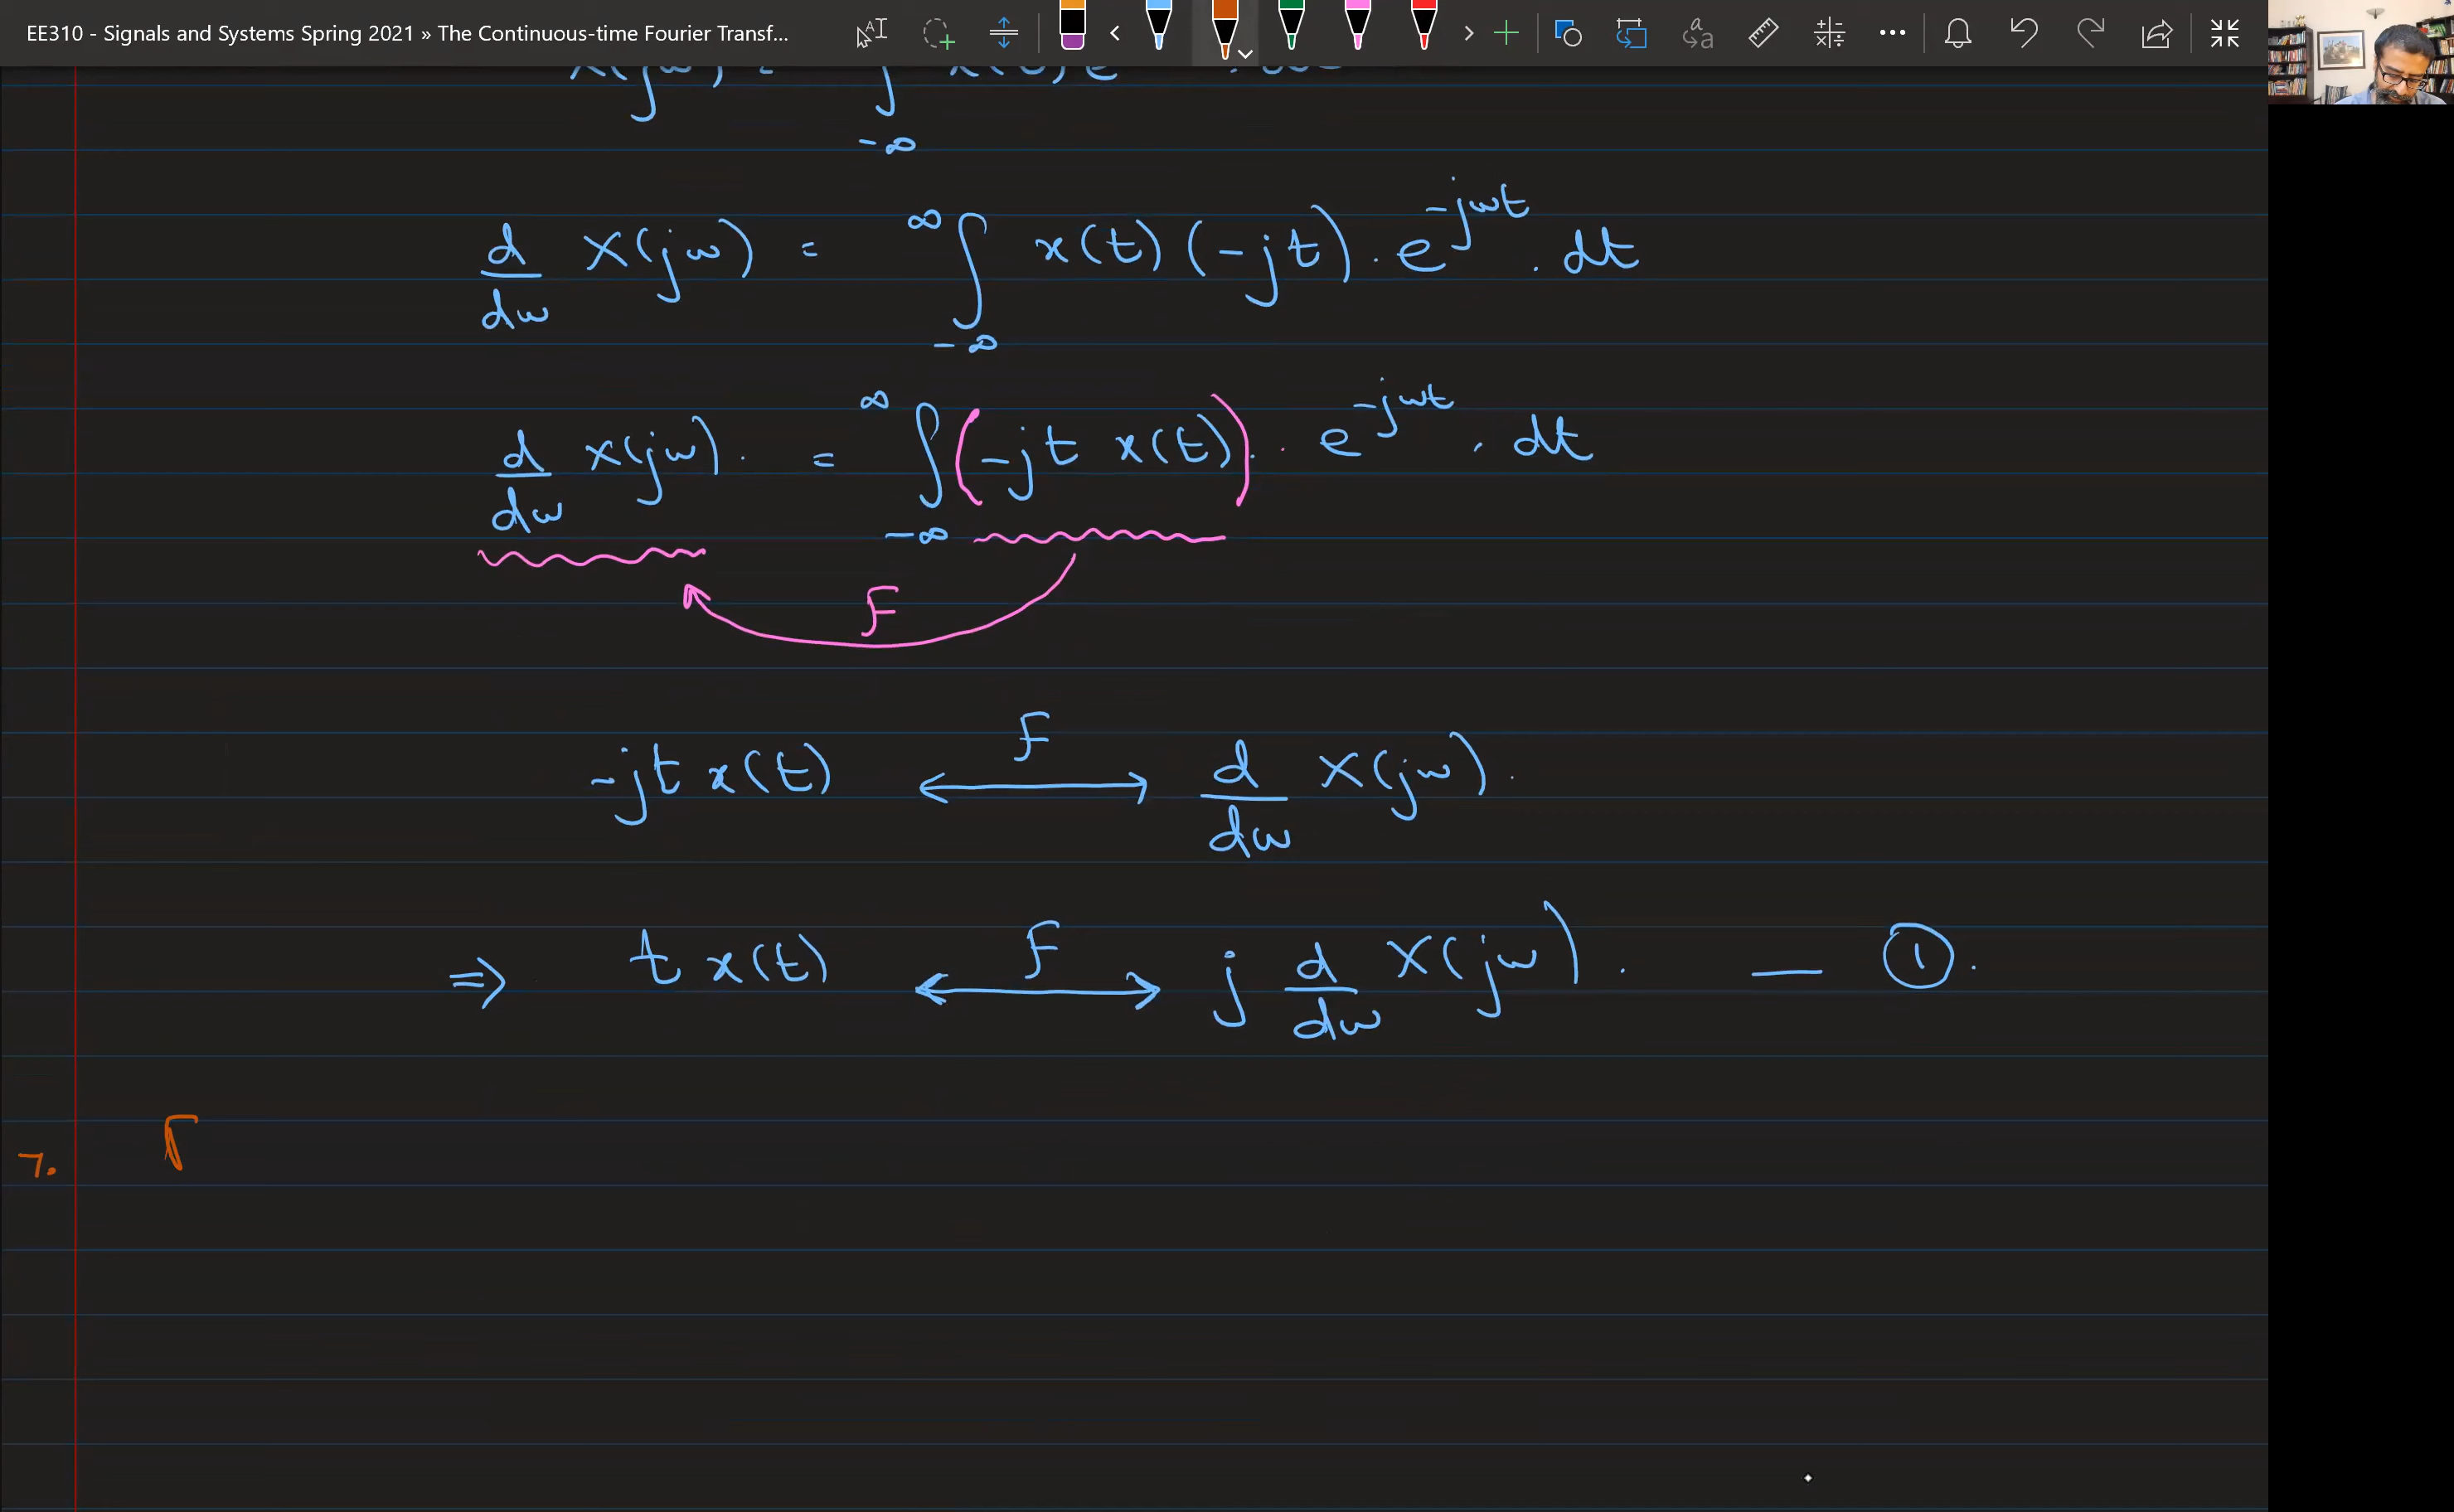 EE310 - Signals and Systems Spring 2021 » The Continuous-time Fourier Transf...
-∞
d/dω X(jω) = ∫_{-∞}^{∞} x(t) (-jt) . e^{-jωt} . dt
d/dω X(jω) . = ∫_{-∞}^{∞} (-jt x(t)) . e^{-jωt} . dt
F
-jt x(t) ⟷^F d/dω X(jω) .
⇒ t x(t) ⟷^F j d/dω X(jω) . — ① .
7.